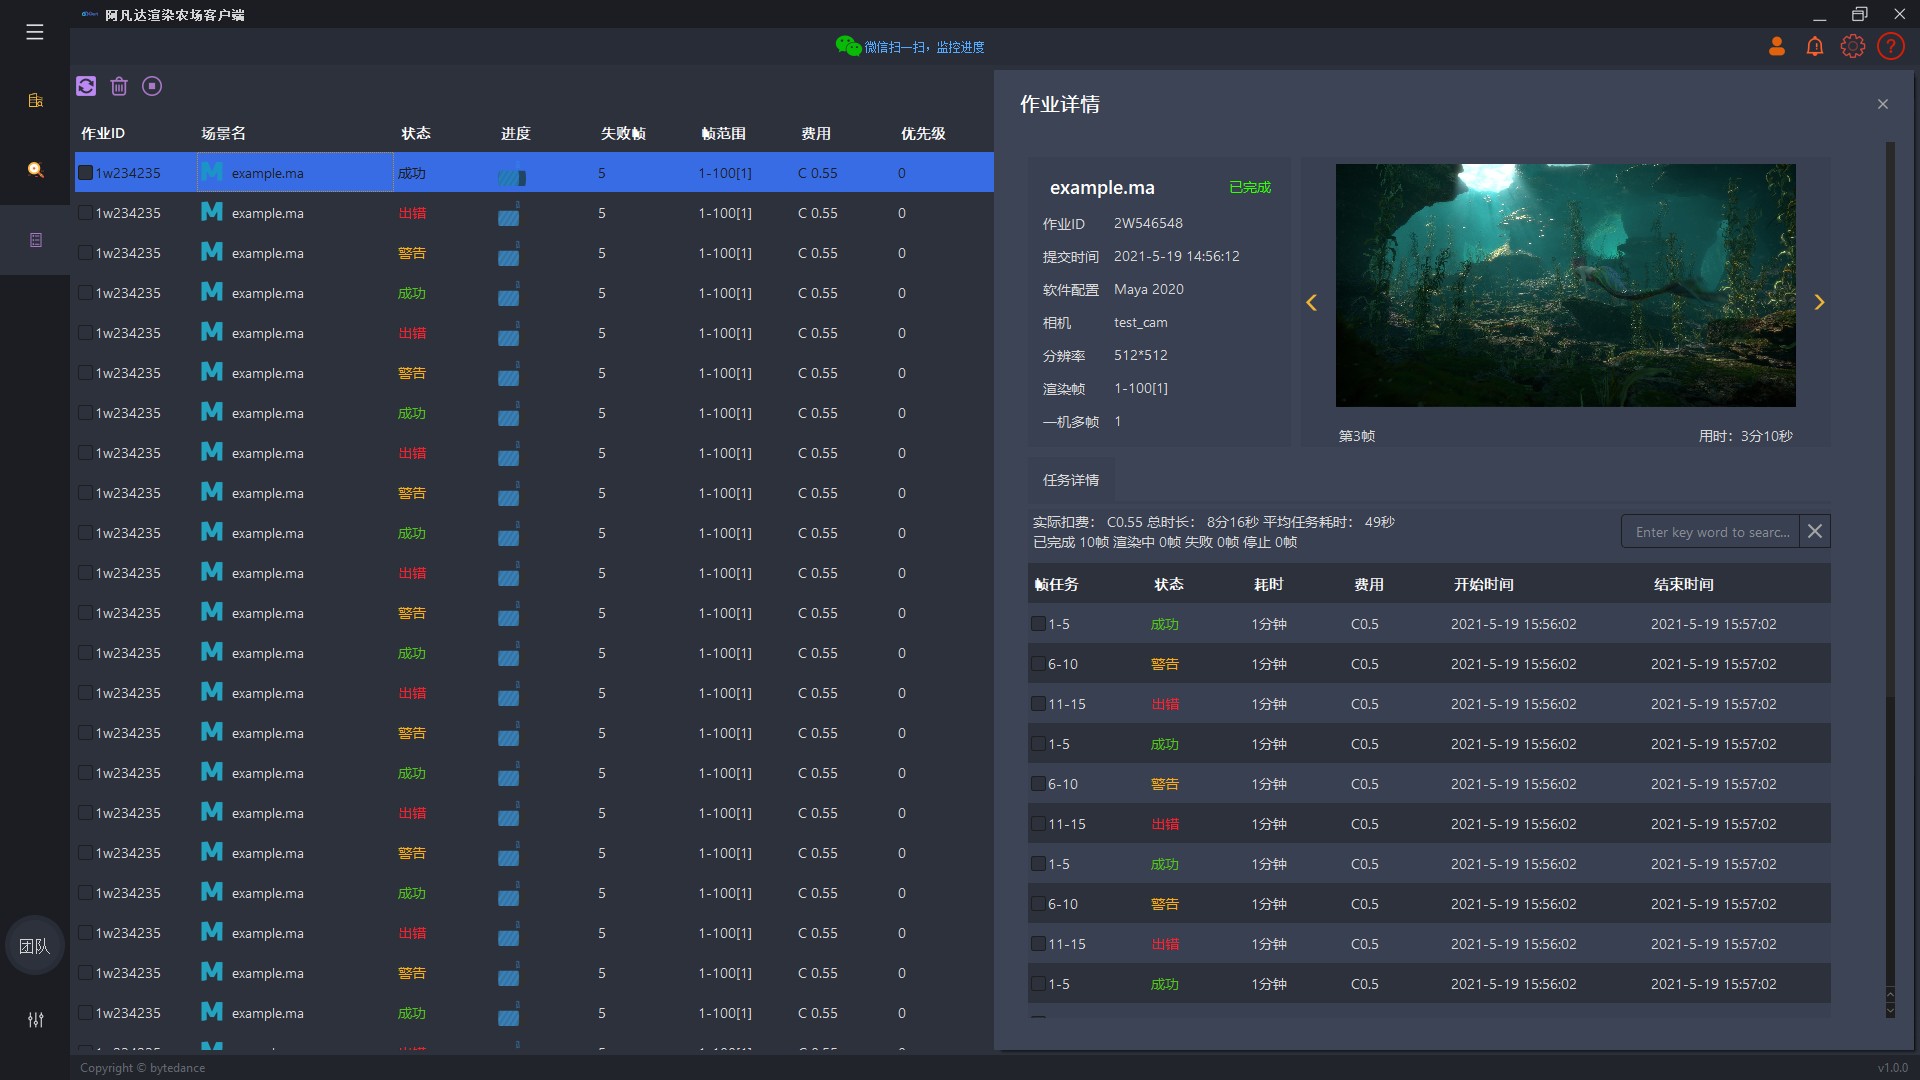 阿凡达渲染农场客户端
微信扫一扫，监控进度
作业ID 场景名 状态 进度 失败帧 帧范围 费用 优先级
1w234235 example.ma 成功 5 1-100[1] C 0.55 0
1w234235 example.ma 出错 5 1-100[1] C 0.55 0
1w234235 example.ma 警告 5 1-100[1] C 0.55 0
1w234235 example.ma 成功 5 1-100[1] C 0.55 0
1w234235 example.ma 出错 5 1-100[1] C 0.55 0
1w234235 example.ma 警告 5 1-100[1] C 0.55 0
1w234235 example.ma 成功 5 1-100[1] C 0.55 0
1w234235 example.ma 出错 5 1-100[1] C 0.55 0
1w234235 example.ma 警告 5 1-100[1] C 0.55 0
1w234235 example.ma 成功 5 1-100[1] C 0.55 0
1w234235 example.ma 出错 5 1-100[1] C 0.55 0
1w234235 example.ma 警告 5 1-100[1] C 0.55 0
1w234235 example.ma 成功 5 1-100[1] C 0.55 0
1w234235 example.ma 出错 5 1-100[1] C 0.55 0
1w234235 example.ma 警告 5 1-100[1] C 0.55 0
1w234235 example.ma 成功 5 1-100[1] C 0.55 0
1w234235 example.ma 出错 5 1-100[1] C 0.55 0
1w234235 example.ma 警告 5 1-100[1] C 0.55 0
1w234235 example.ma 成功 5 1-100[1] C 0.55 0
1w234235 example.ma 出错 5 1-100[1] C 0.55 0
1w234235 example.ma 警告 5 1-100[1] C 0.55 0
1w234235 example.ma 成功 5 1-100[1] C 0.55 0
团队
作业详情
example.ma 已完成
作业ID 2W546548
提交时间 2021-5-19 14:56:12
软件配置 Maya 2020
相机 test_cam
分辨率 512*512
渲染帧 1-100[1]
一机多帧 1
第3帧 用时：3分10秒
任务详情
实际扣费： C0.55 总时长： 8分16秒 平均任务耗时： 49秒
已完成 10帧 渲染中 0帧 失败 0帧 停止 0帧
Enter key word to searc...
帧任务 状态 耗时 费用 开始时间 结束时间
1-5 成功 1分钟 C0.5 2021-5-19 15:56:02 2021-5-19 15:57:02
6-10 警告 1分钟 C0.5 2021-5-19 15:56:02 2021-5-19 15:57:02
11-15 出错 1分钟 C0.5 2021-5-19 15:56:02 2021-5-19 15:57:02
1-5 成功 1分钟 C0.5 2021-5-19 15:56:02 2021-5-19 15:57:02
6-10 警告 1分钟 C0.5 2021-5-19 15:56:02 2021-5-19 15:57:02
11-15 出错 1分钟 C0.5 2021-5-19 15:56:02 2021-5-19 15:57:02
1-5 成功 1分钟 C0.5 2021-5-19 15:56:02 2021-5-19 15:57:02
6-10 警告 1分钟 C0.5 2021-5-19 15:56:02 2021-5-19 15:57:02
11-15 出错 1分钟 C0.5 2021-5-19 15:56:02 2021-5-19 15:57:02
1-5 成功 1分钟 C0.5 2021-5-19 15:56:02 2021-5-19 15:57:02
Copyright © bytedance
v1.0.0